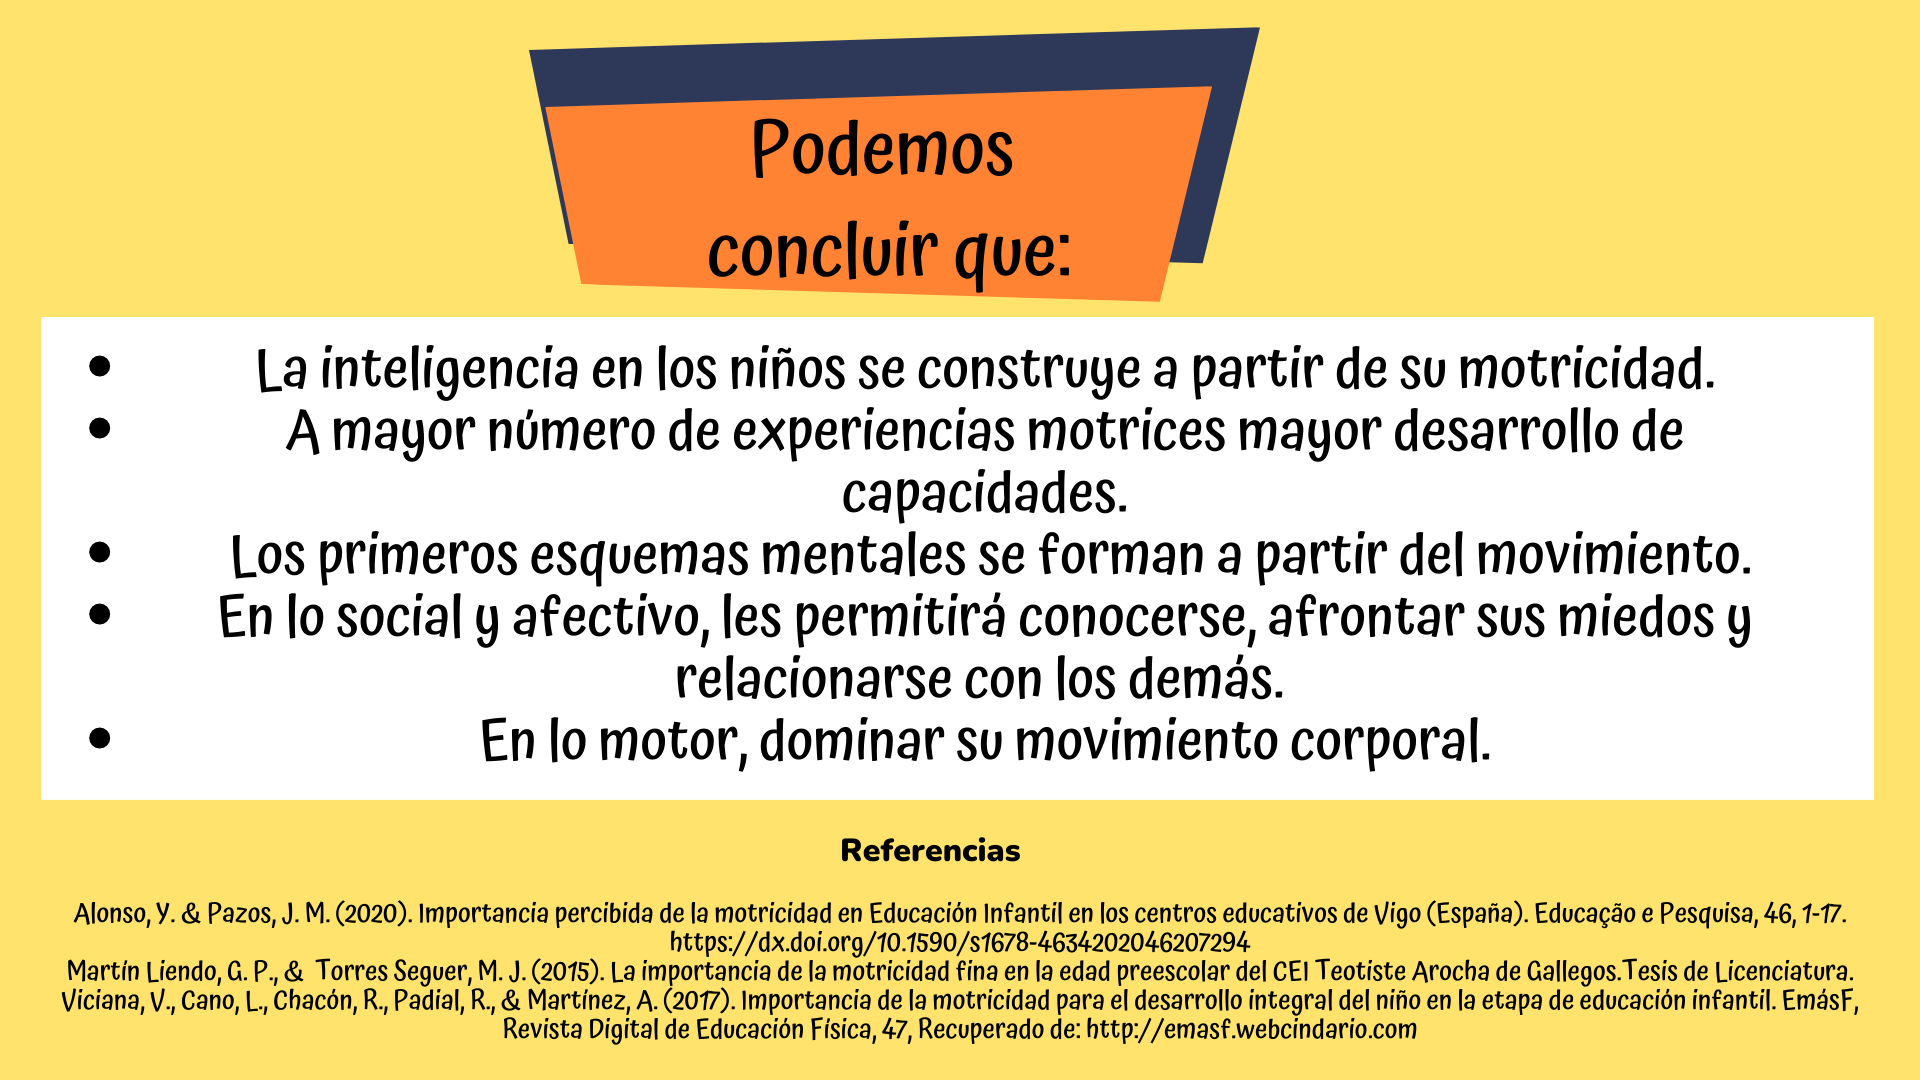 Podemos
concluir que:
• La inteligencia en los niños se construye a partir de su motricidad.
• A mayor número de experiencias motrices mayor desarrollo de
capacidades.
• Los primeros esquemas mentales se forman a partir del movimiento.
• En lo social y afectivo, les permitirá conocerse, afrontar sus miedos y
relacionarse con los demás.
• En lo motor, dominar su movimiento corporal.
Referencias
Alonso, Y. & Pazos, J. M. (2020). Importancia percibida de la motricidad en Educación Infantil en los centros educativos de Vigo (España). Educação e Pesquisa, 46, 1-17.
https://dx.doi.org/10.1590/s1678-4634202046207294
Martín Liendo, G. P., & Torres Seguer, M. J. (2015). La importancia de la motricidad fina en la edad preescolar del CEI Teotiste Arocha de Gallegos.Tesis de Licenciatura.
Viciana, V., Cano, L., Chacón, R., Padial, R., & Martínez, A. (2017). Importancia de la motricidad para el desarrollo integral del niño en la etapa de educación infantil. EmásF,
Revista Digital de Educación Física, 47, Recuperado de: http://emasf.webcindario.com